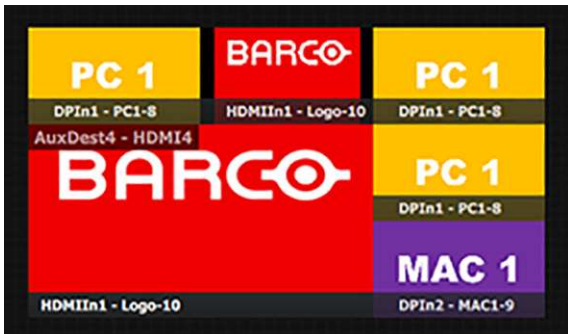 PC 1
DPIn1 - PC1-8
BARCO
HDMIIn1 - Logo-10
PC 1
DPIn1 - PC1-8
AuxDest4 - HDMI4
BARCO
HDMIIn1 - Logo-10
PC 1
DPIn1 - PC1-8
MAC 1
DPIn2 - MAC1-9